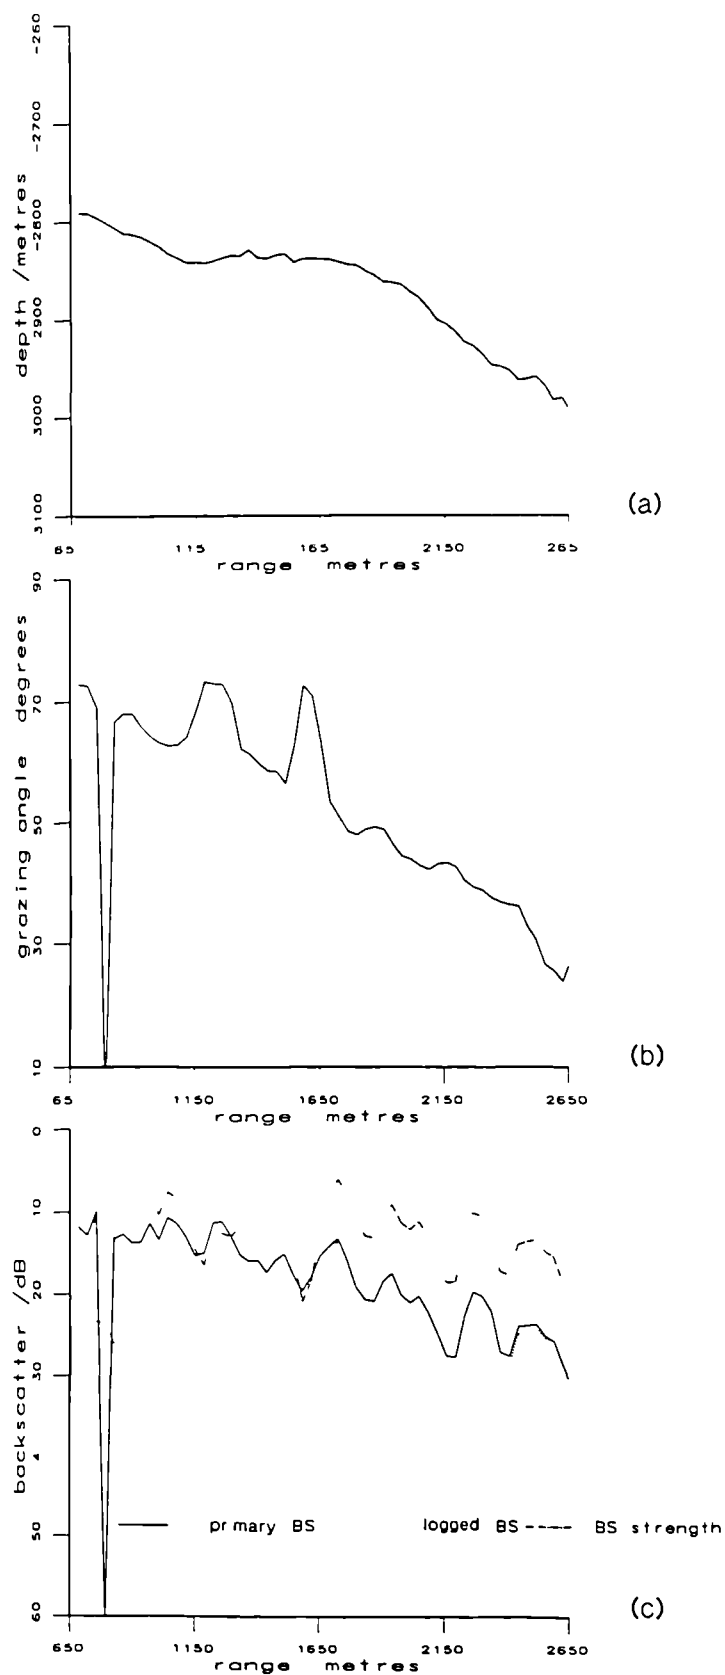 -260
-2700
-2800
-2900
3000
3100
depth /metres
65 115 165 2150 265
range metres
(a)
90
70
50
30
10
grazing angle degrees
65 1150 1650 2150 2650
range metres
(b)
0
10
20
30
4
50
60
backscatter /dB
primary BS logged BS BS strength
650 1150 1650 2150 2650
range metres
(c)